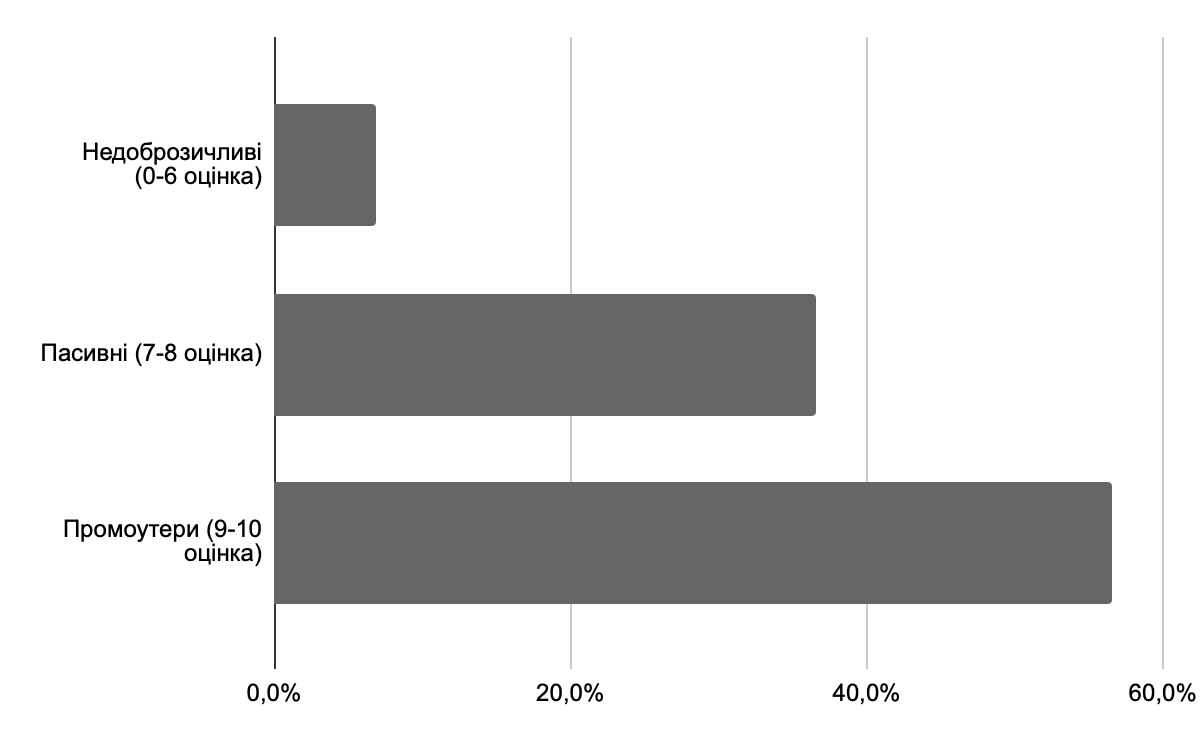 Недоброзичливі
(0-6 оцінка)
Пасивні (7-8 оцінка)
Промоутери (9-10
оцінка)
0,0%
20,0%
40,0%
60,0%